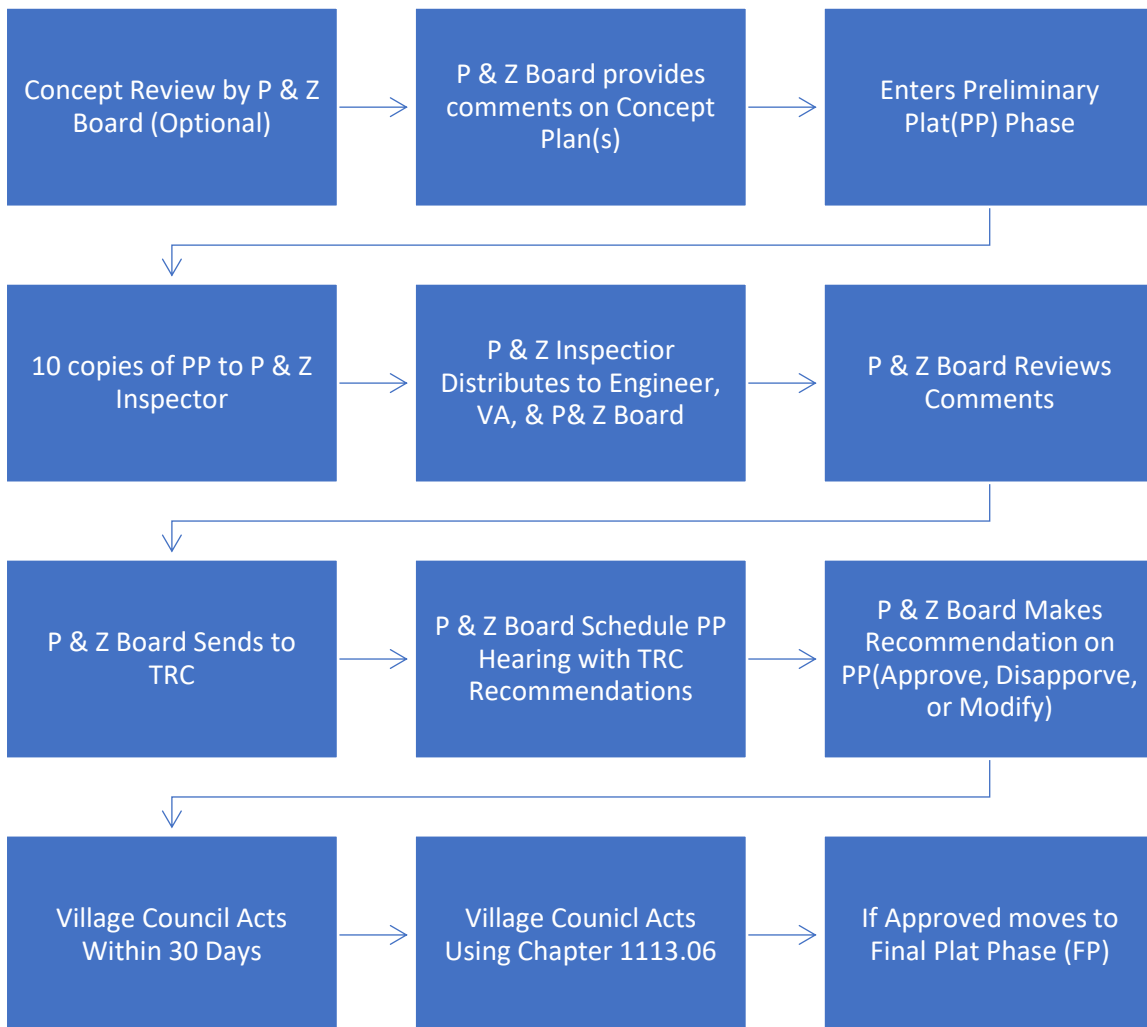 Concept Review by P & Z
Board (Optional)
P & Z Board provides
comments on Concept
Plan(s)
Enters Preliminary
Plat(PP) Phase
10 copies of PP to P & Z
Inspector
P & Z Inspectior
Distributes to Engineer,
VA, & P& Z Board
P & Z Board Reviews
Comments
P & Z Board Sends to
TRC
P & Z Board Schedule PP
Hearing with TRC
Recommendations
P & Z Board Makes
Recommendation on
PP(Approve, Disapporve,
or Modify)
Village Council Acts
Within 30 Days
Village Counicl Acts
Using Chapter 1113.06
If Approved moves to
Final Plat Phase (FP)